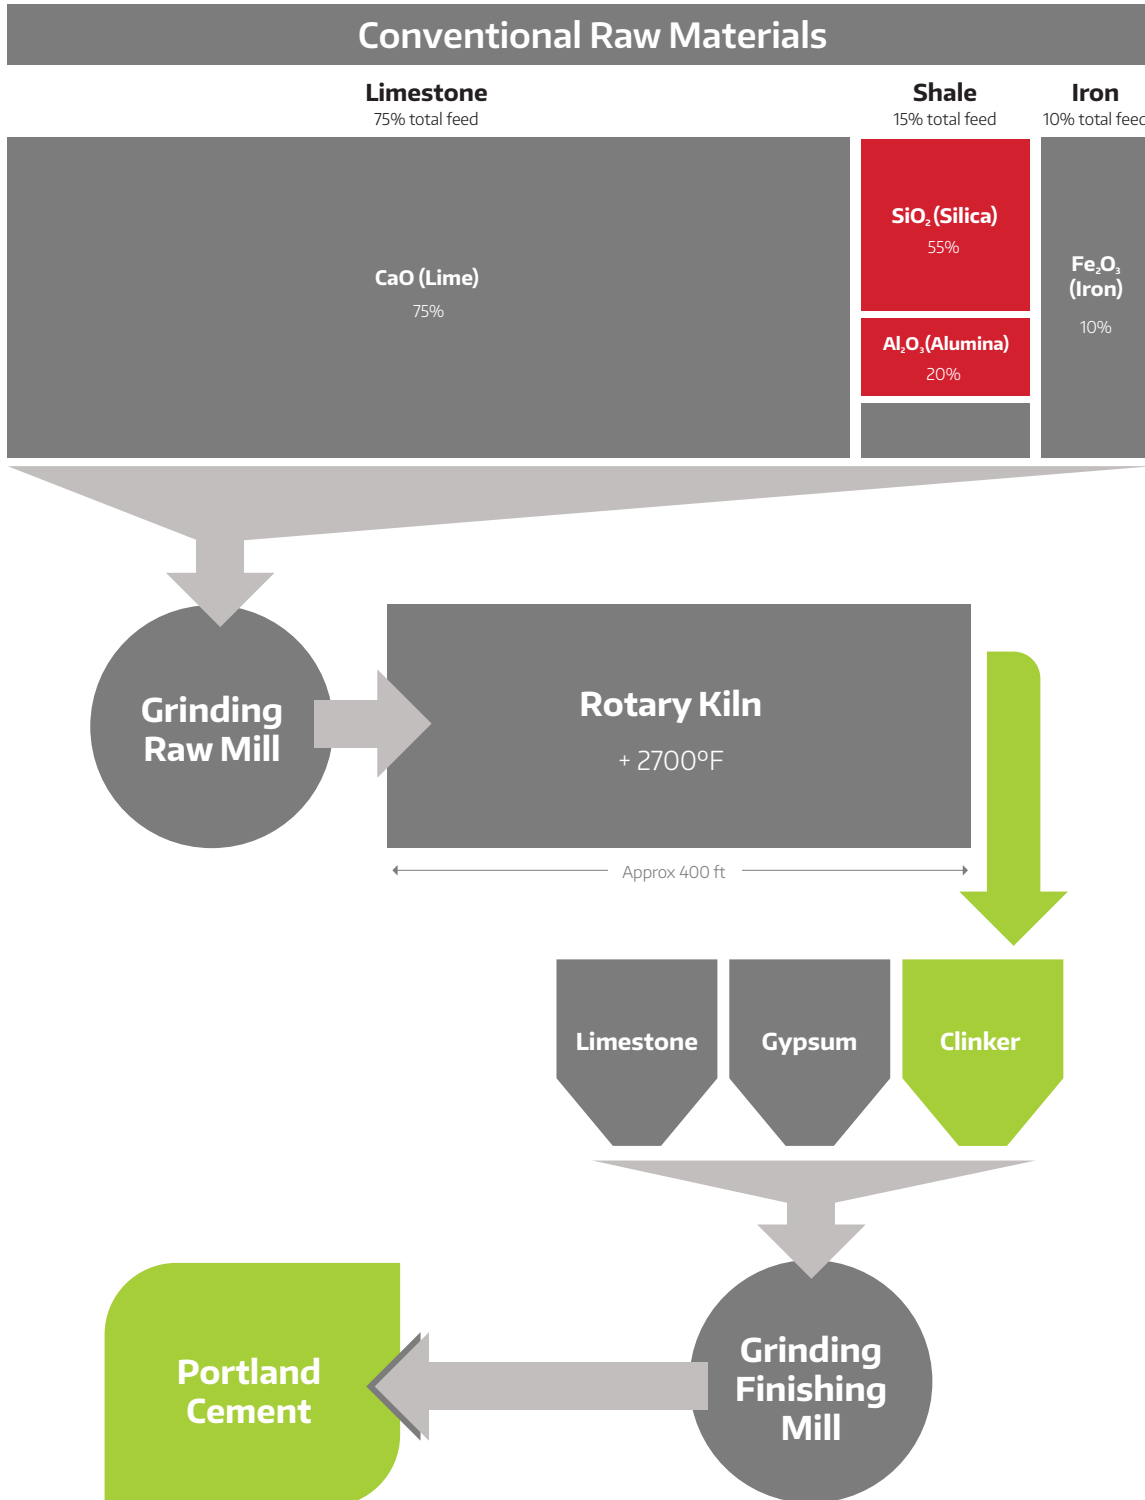 Conventional Raw Materials
Limestone
75% total feed
Shale
15% total feed
Iron
10% total feed
CaO (Lime)
75%
SiO₂ (Silica)
55%
Al₂O₃ (Alumina)
20%
Fe₂O₃
(Iron)
10%
Grinding
Raw Mill
Rotary Kiln
+ 2700ºF
Approx 400 ft
Limestone
Gypsum
Clinker
Grinding
Finishing
Mill
Portland
Cement